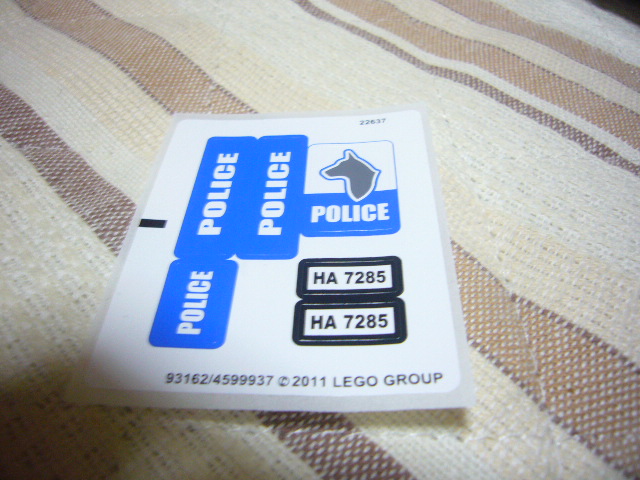 22637
POLICE
POLICE
POLICE
POLICE
HA 7285
HA 7285
93162/4599937 © 2011 LEGO GROUP